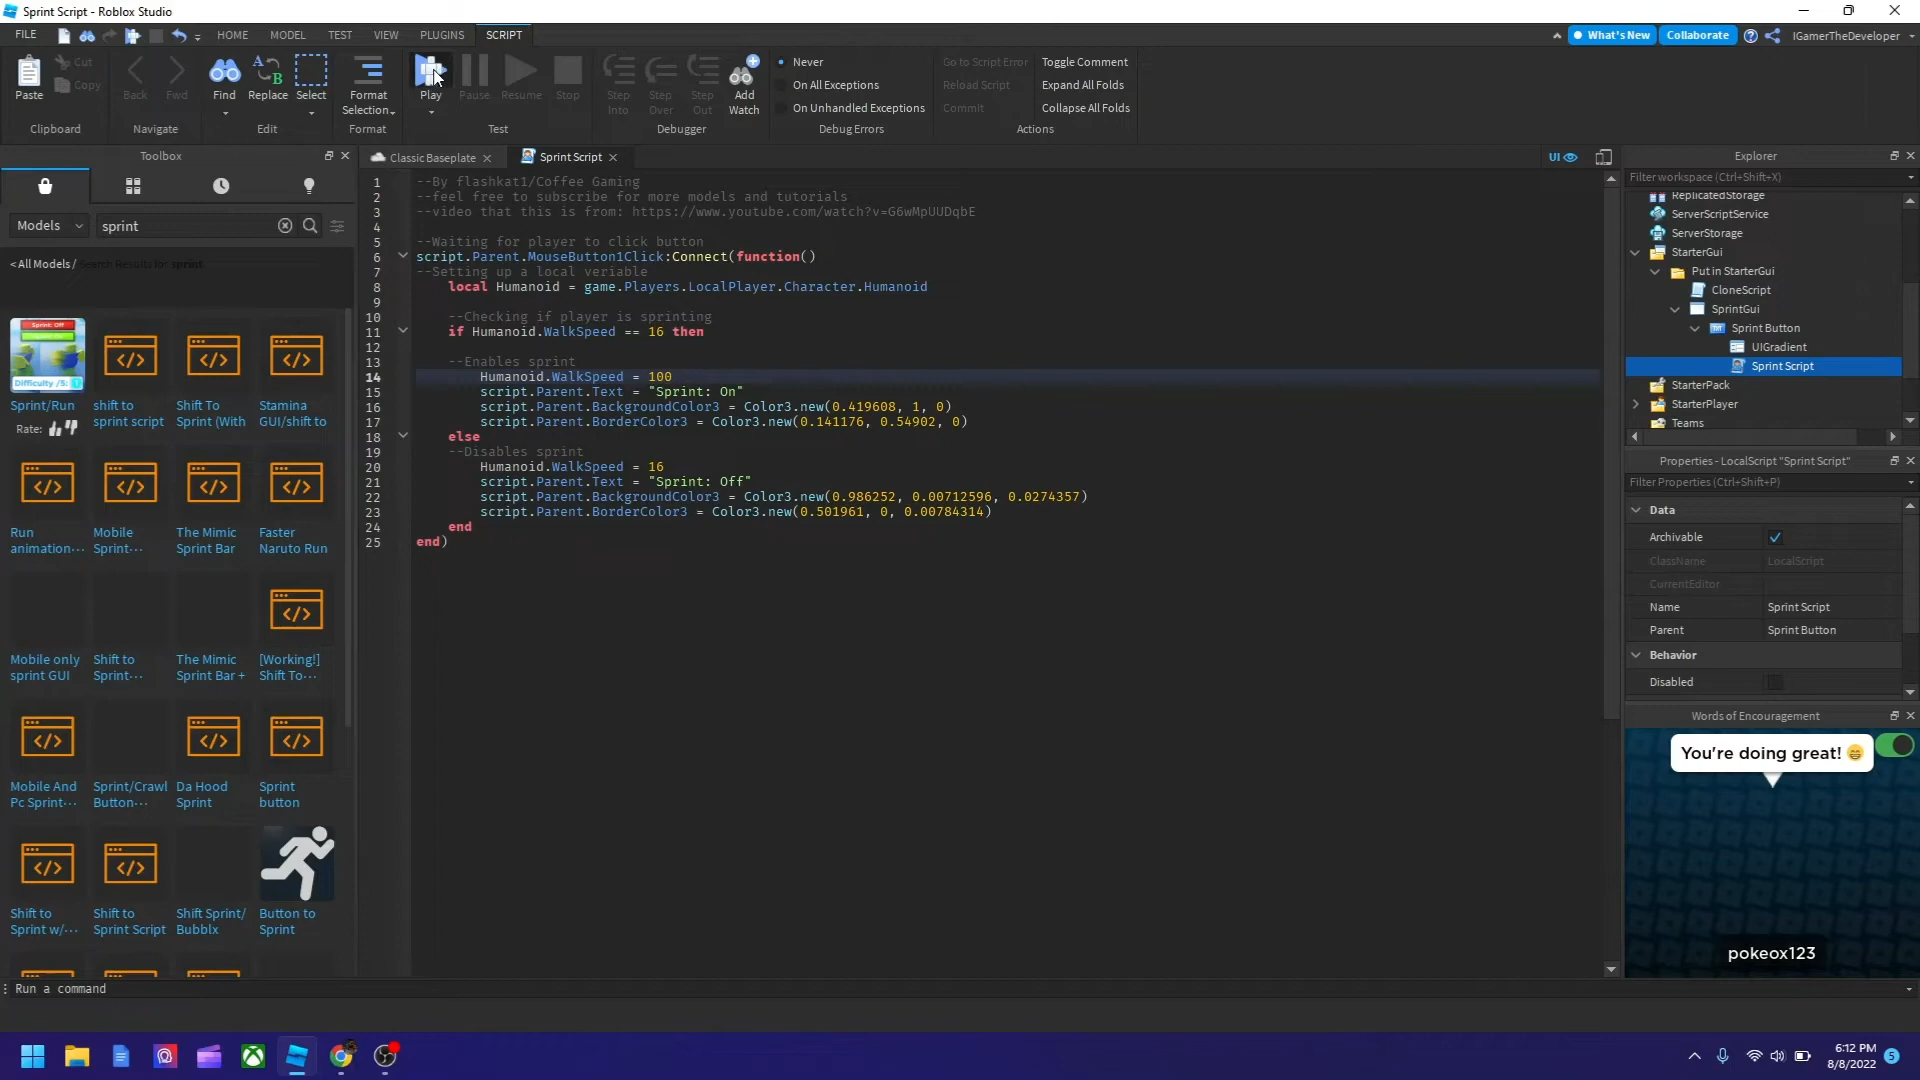 Sprint Script - Roblox Studio
FILE HOME MODEL TEST VIEW PLUGINS SCRIPT What's New Collaborate IGamerTheDeveloper
Paste Cut Copy Back Fwd Find Replace Select Format Selection Play Pause Resume Stop Step Into Step Over Step Out Add Watch
Never
On All Exceptions
On Unhandled Exceptions
Go to Script Error
Reload Script
Commit
Toggle Comment
Expand All Folds
Collapse All Folds
Clipboard Navigate Edit Format Test Debugger Debug Errors Actions
Toolbox
Models sprint
< All Models / Search Results for sprint
Sprint: Off
Difficulty /5: 1
Sprint/Run
Rate:
shift to
sprint script
Shift To
Sprint (With
Stamina
GUI/shift to
Run
animation...
Mobile
Sprint...
The Mimic
Sprint Bar
Faster
Naruto Run
Mobile only
sprint GUI
Shift to
Sprint...
The Mimic
Sprint Bar +
[Working!]
Shift To...
Mobile And
Pc Sprint...
Sprint/Crawl
Button...
Da Hood
Sprint
Sprint
button
Shift to
Sprint w/...
Shift to
Sprint Script
Shift Sprint/
Bubblx
Button to
Sprint
Classic Baseplate Sprint Script UI
1 --By flashkat1/Coffee Gaming
2 --feel free to subscribe for more models and tutorials
3 --video that this is from: https://www.youtube.com/watch?v=G6wMpUUDqbE
4
5 --Waiting for player to click button
6 script.Parent.MouseButton1Click:Connect(function()
7 --Setting up a local veriable
8 local Humanoid = game.Players.LocalPlayer.Character.Humanoid
9
10 --Checking if player is sprinting
11 if Humanoid.WalkSpeed == 16 then
12
13 --Enables sprint
14 Humanoid.WalkSpeed = 100
15 script.Parent.Text = "Sprint: On"
16 script.Parent.BackgroundColor3 = Color3.new(0.419608, 1, 0)
17 script.Parent.BorderColor3 = Color3.new(0.141176, 0.54902, 0)
18 else
19 --Disables sprint
20 Humanoid.WalkSpeed = 16
21 script.Parent.Text = "Sprint: Off"
22 script.Parent.BackgroundColor3 = Color3.new(0.986252, 0.00712596, 0.0274357)
23 script.Parent.BorderColor3 = Color3.new(0.501961, 0, 0.00784314)
24 end
25 end)
Explorer
Filter workspace (Ctrl+Shift+X)
ReplicatedStorage
ServerScriptService
ServerStorage
StarterGui
Put in StarterGui
CloneScript
SprintGui
Sprint Button
UIGradient
Sprint Script
StarterPack
StarterPlayer
Teams
Properties - LocalScript "Sprint Script"
Filter Properties (Ctrl+Shift+P)
Data
Archivable
ClassName LocalScript
CurrentEditor
Name Sprint Script
Parent Sprint Button
Behavior
Disabled
Words of Encouragement
You're doing great! 😄
pokeox123
Run a command
6:12 PM
8/8/2022
5